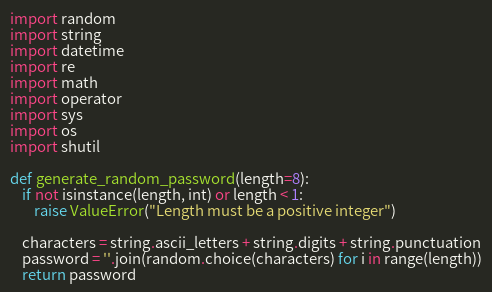 import random
import string
import datetime
import re
import math
import operator
import sys
import os
import shutil

def generate_random_password(length=8):
    if not isinstance(length, int) or length < 1:
        raise ValueError("Length must be a positive integer")

    characters = string.ascii_letters + string.digits + string.punctuation
    password = ''.join(random.choice(characters) for i in range(length))
    return password